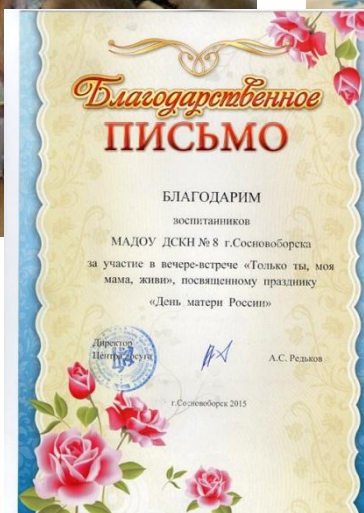 Благодарственное
ПИСЬМО
БЛАГОДАРИМ
воспитанников
МАДОУ ДСКН № 8 г.Сосновоборска
за участие в вечере-встрече «Только ты, моя
мама, живи», посвященному празднику
«День матери России»
Директор
Центра досуга
А.С. Редьков
г.Сосновоборск 2015